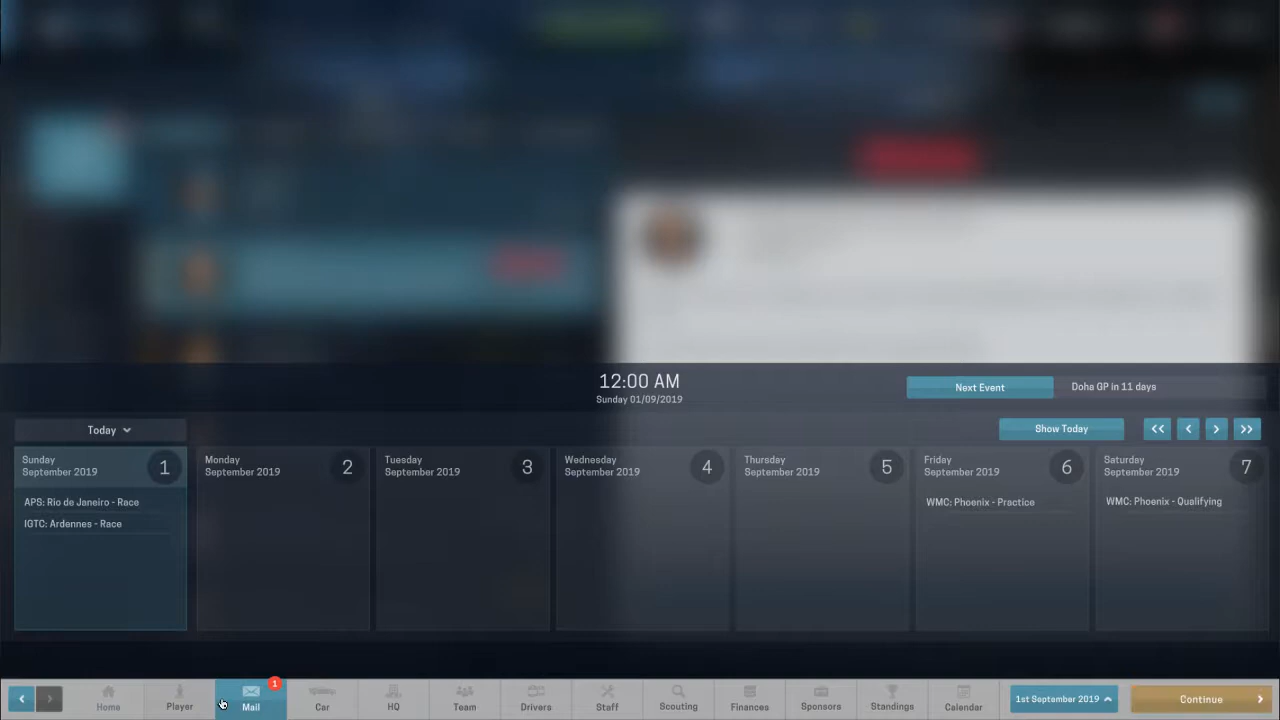 12:00 AM
Sunday 01/09/2019
Next Event
Doha GP in 11 days
Today
Show Today
Sunday
September 2019
1
Monday
September 2019
2
Tuesday
September 2019
3
Wednesday
September 2019
4
Thursday
September 2019
5
Friday
September 2019
6
Saturday
September 2019
7
APS: Rio de Janeiro - Race
IGTC: Ardennes - Race
WMC: Phoenix - Practice
WMC: Phoenix - Qualifying
Home
Player
Mail
1
Car
HQ
Team
Drivers
Staff
Scouting
Finances
Sponsors
Standings
Calendar
1st September 2019
Continue